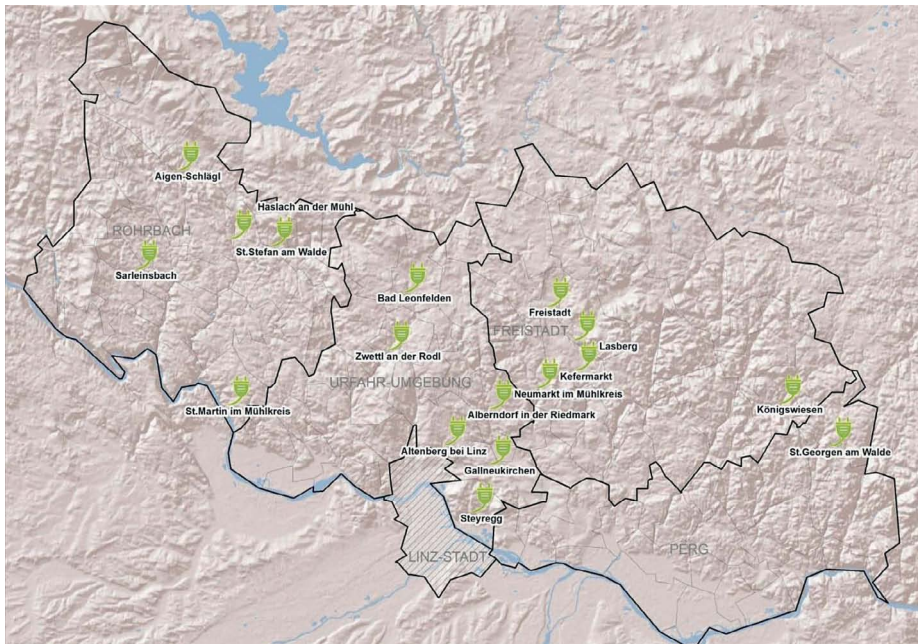 Aigen-Schlägl
Haslach an der Mühl
ROHRBACH
St.Stefan am Walde
Sarleinsbach
Bad Leonfelden
Freistadt
FREISTADT
Lasberg
Zwettl an der Rodl
Kefermarkt
URFAHR-UMGEBUNG
Neumarkt im Mühlkreis
St.Martin im Mühlkreis
Alberndorf in der Riedmark
Königswiesen
Altenberg bei Linz
St.Georgen am Walde
Gallneukirchen
Steyregg
PERG
LINZ-STADT